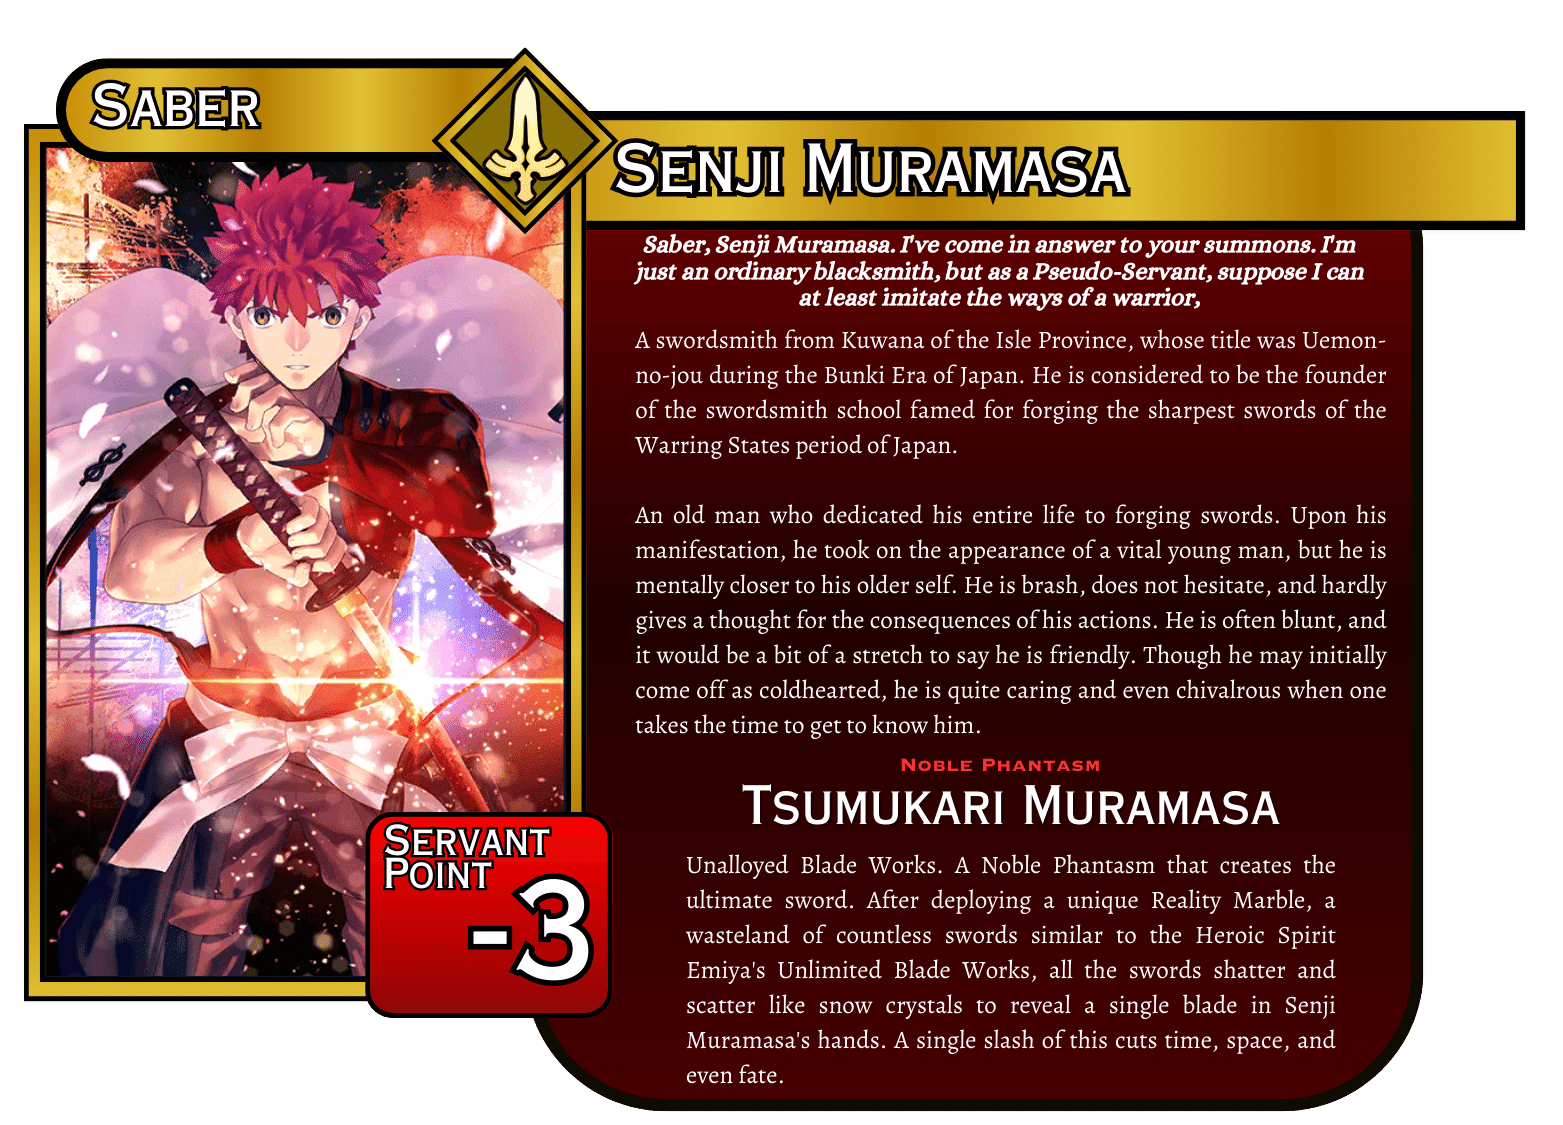 SABER
SENJI MURAMASA
Saber, Senji Muramasa. I've come in answer to your summons. I'm
just an ordinary blacksmith, but as a Pseudo-Servant, suppose I can
at least imitate the ways of a warrior,
A swordsmith from Kuwana of the Isle Province, whose title was Uemon-
no-jou during the Bunki Era of Japan. He is considered to be the founder
of the swordsmith school famed for forging the sharpest swords of the
Warring States period of Japan.
An old man who dedicated his entire life to forging swords. Upon his
manifestation, he took on the appearance of a vital young man, but he is
mentally closer to his older self. He is brash, does not hesitate, and hardly
gives a thought for the consequences of his actions. He is often blunt, and
it would be a bit of a stretch to say he is friendly. Though he may initially
come off as coldhearted, he is quite caring and even chivalrous when one
takes the time to get to know him.
NOBLE PHANTASM
TSUMUKARI MURAMASA
Unalloyed Blade Works. A Noble Phantasm that creates the
ultimate sword. After deploying a unique Reality Marble, a
wasteland of countless swords similar to the Heroic Spirit
Emiya's Unlimited Blade Works, all the swords shatter and
scatter like snow crystals to reveal a single blade in Senji
Muramasa's hands. A single slash of this cuts time, space, and
even fate.
SERVANT
POINT
-3